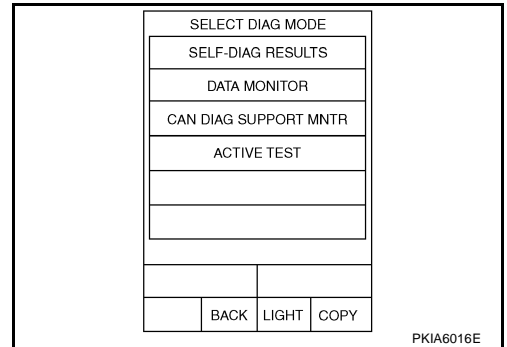 SELECT DIAG MODE
SELF-DIAG RESULTS
DATA MONITOR
CAN DIAG SUPPORT MNTR
ACTIVE TEST
BACK LIGHT COPY
PKIA6016E